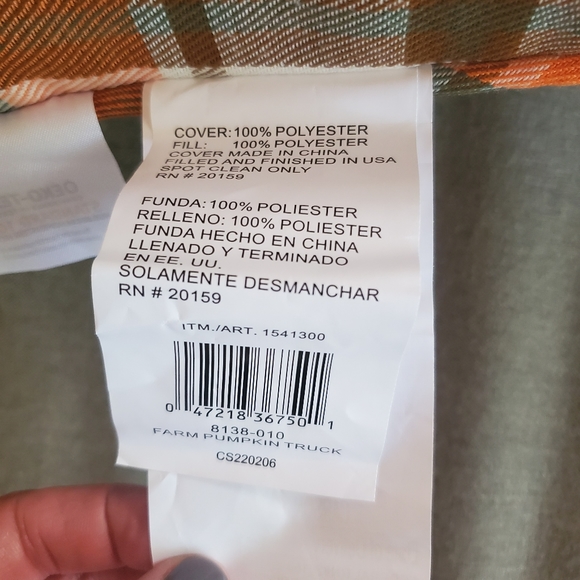 COVER: 100% POLYESTER
FILL: 100% POLYESTER
COVER MADE IN CHINA
FILLED AND FINISHED IN USA
SPOT CLEAN ONLY
RN # 20159
FUNDA: 100% POLIESTER
RELLENO: 100% POLIESTER
FUNDA HECHO EN CHINA
LLENADO Y TERMINADO
EN EE. UU.
SOLAMENTE DESMANCHAR
RN # 20159
ITM./ART. 1541300
0 47218 36750 1
8138-010
FARM PUMPKIN TRUCK
CS220206